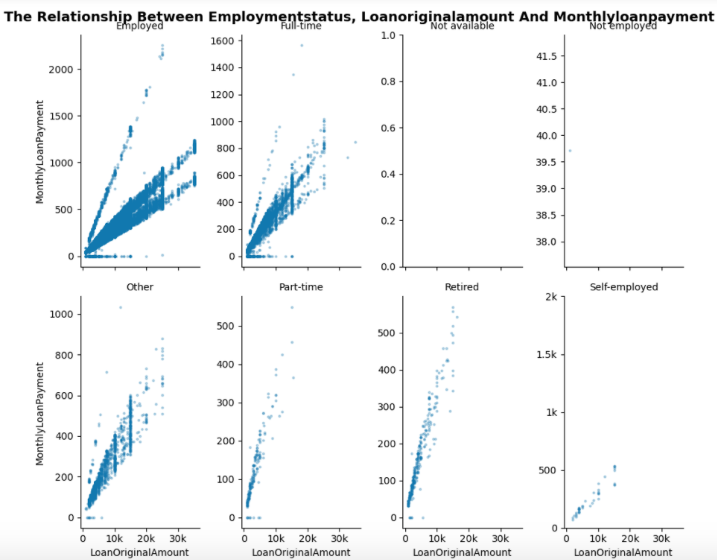 The Relationship Between Employmentstatus, Loanoriginalamount And Monthlyloanpayment
Employed
Full-time
Not available
Not employed
MonthlyLoanPayment
2000
1500
1000
500
0
1600
1400
1200
1000
800
600
400
200
0
1.0
0.8
0.6
0.4
0.2
0.0
41.5
41.0
40.5
40.0
39.5
39.0
38.5
38.0
Other
Part-time
Retired
Self-employed
MonthlyLoanPayment
1000
800
600
400
200
0
500
400
300
200
100
0
500
400
300
200
100
0
2k
1.5k
1k
500
0
0 10k 20k 30k
0 10k 20k 30k
0 10k 20k 30k
0 10k 20k 30k
LoanOriginalAmount
LoanOriginalAmount
LoanOriginalAmount
LoanOriginalAmount